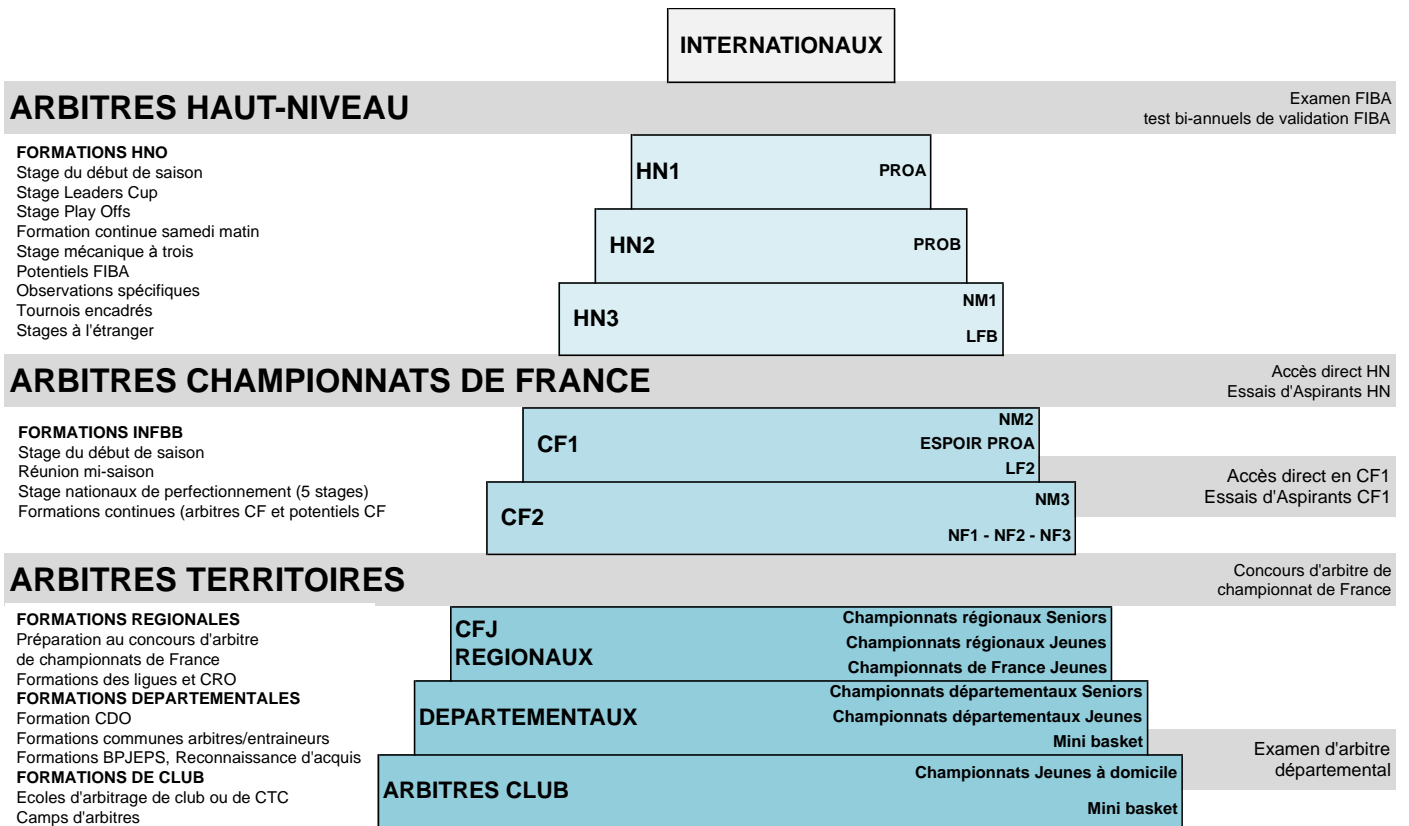 INTERNATIONAUX
ARBITRES HAUT-NIVEAU
Examen FIBA
test bi-annuels de validation FIBA
FORMATIONS HNO
Stage du début de saison
Stage Leaders Cup
Stage Play Offs
Formation continue samedi matin
Stage mécanique à trois
Potentiels FIBA
Observations spécifiques
Tournois encadrés
Stages à l'étranger
HN1
PROA
HN2
PROB
HN3
NM1
LFB
ARBITRES CHAMPIONNATS DE FRANCE
Accès direct HN
Essais d'Aspirants HN
FORMATIONS INFBB
Stage du début de saison
Réunion mi-saison
Stage nationaux de perfectionnement (5 stages)
Formations continues (arbitres CF et potentiels CF
CF1
NM2
ESPOIR PROA
LF2
Accès direct en CF1
Essais d'Aspirants CF1
CF2
NM3
NF1 - NF2 - NF3
ARBITRES TERRITOIRES
Concours d'arbitre de
championnat de France
FORMATIONS REGIONALES
Préparation au concours d'arbitre
de championnats de France
Formations des ligues et CRO
FORMATIONS DEPARTEMENTALES
Formation CDO
Formations communes arbitres/entraineurs
Formations BPJEPS, Reconnaissance d'acquis
FORMATIONS DE CLUB
Ecoles d'arbitrage de club ou de CTC
Camps d'arbitres
CFJ
REGIONAUX
Championnats régionaux Seniors
Championnats régionaux Jeunes
Championnats de France Jeunes
DEPARTEMENTAUX
Championnats départementaux Seniors
Championnats départementaux Jeunes
Mini basket
Examen d'arbitre
départemental
ARBITRES CLUB
Championnats Jeunes à domicile
Mini basket